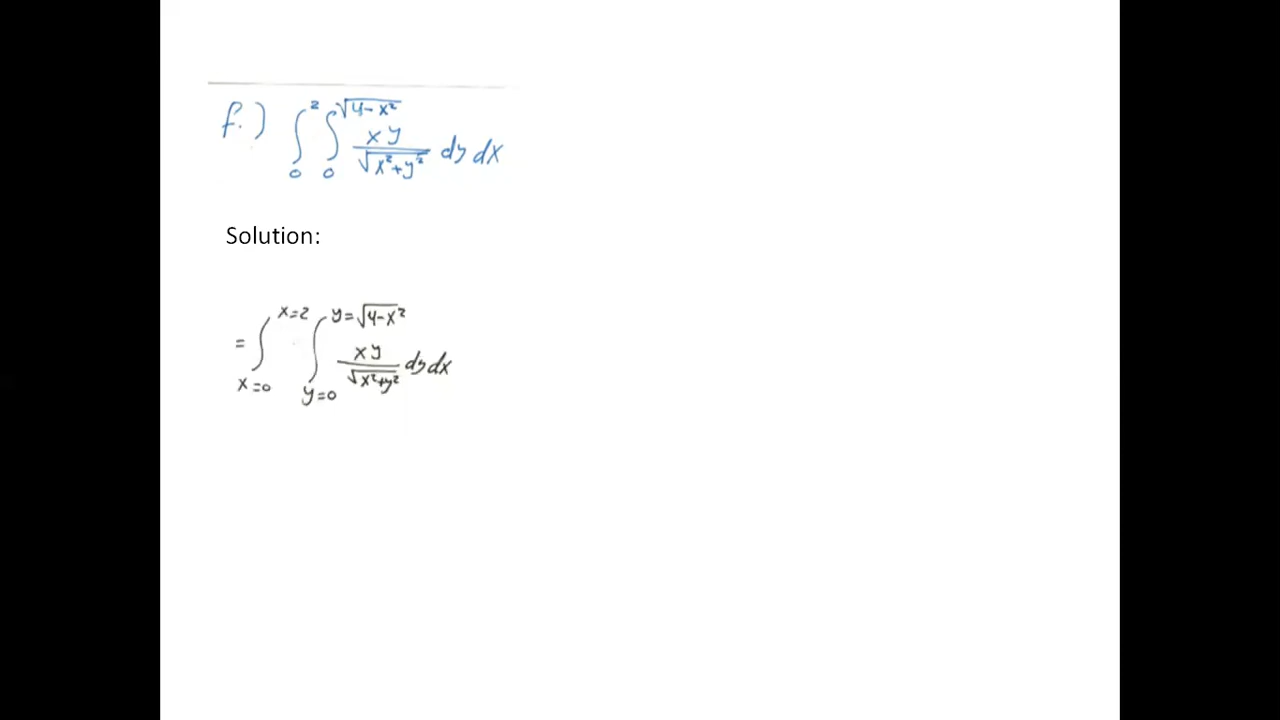 f.) ∫₀² ∫₀^√(4-x²) xy/√(x²+y²) dy dx
Solution:
= ∫_{x=0}^{x=2} ∫_{y=0}^{y=√(4-x²)} xy/√(x²+y²) dy dx